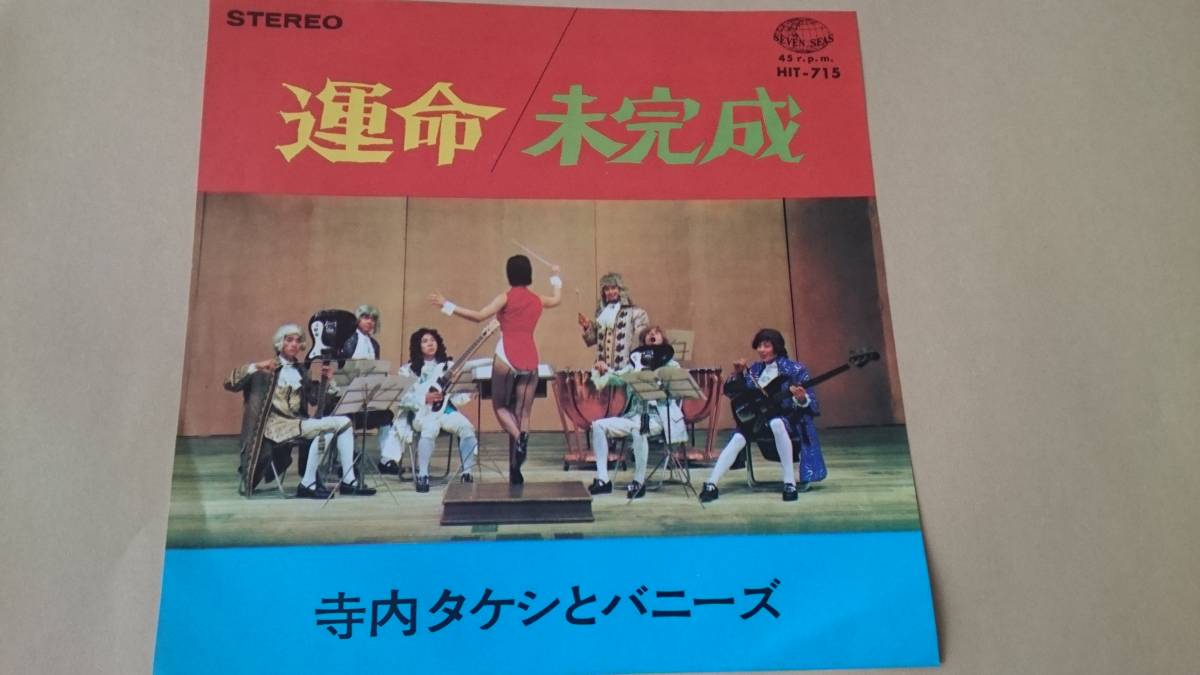 STEREO
SEVEN SEAS
45 r.p.m.
HIT-715
運命/未完成
寺内タケシとバニーズ